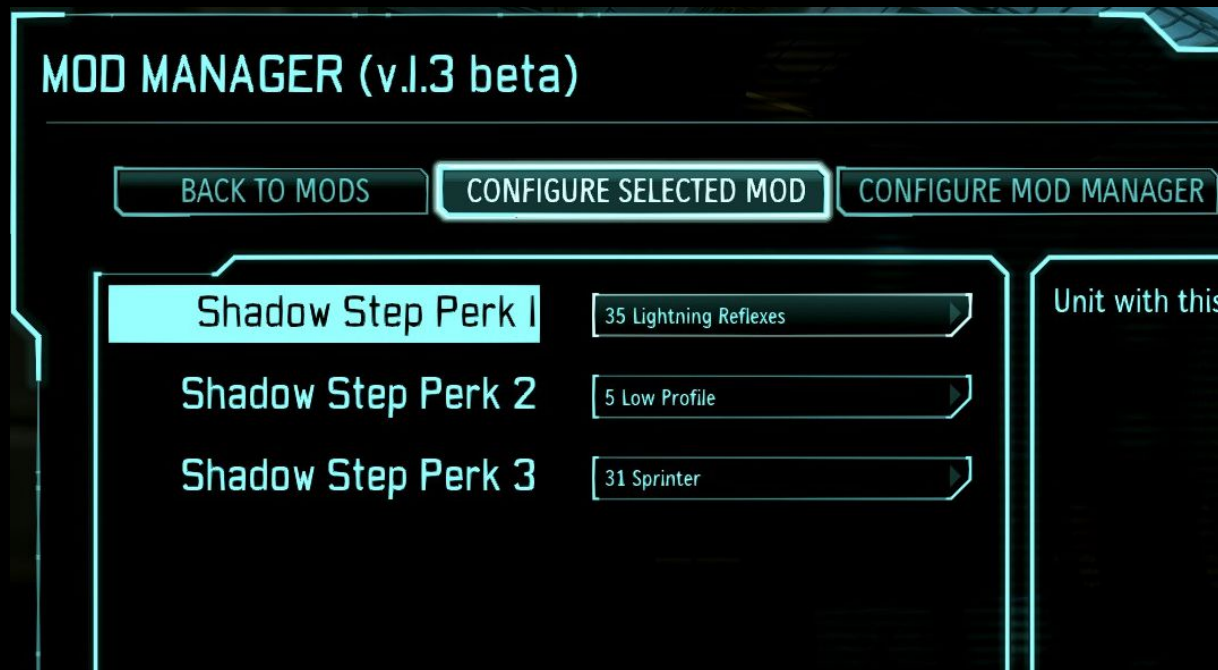 MOD MANAGER (v.1.3 beta)
BACK TO MODS
CONFIGURE SELECTED MOD
CONFIGURE MOD MANAGER
Shadow Step Perk 1
35 Lightning Reflexes
Unit with this
Shadow Step Perk 2
5 Low Profile
Shadow Step Perk 3
31 Sprinter